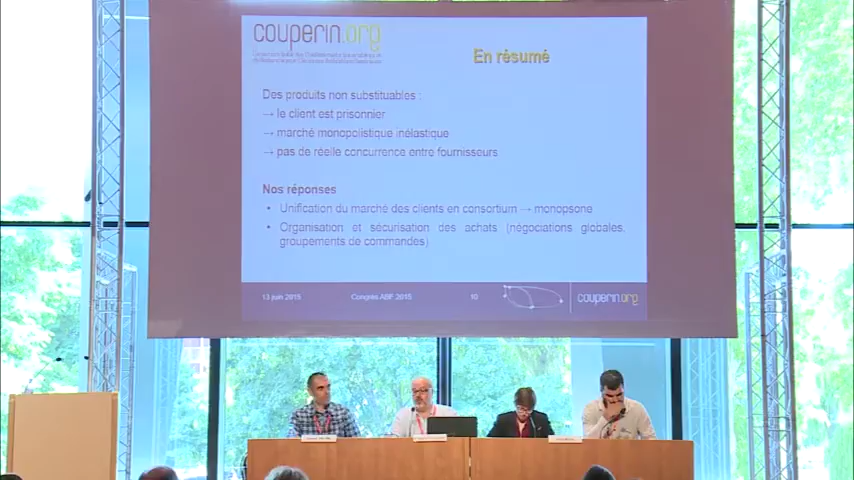 couperin.org
En résumé
Des produits non substituables :
→ le client est prisonnier
→ marché monopolistique inélastique
→ pas de réelle concurrence entre fournisseurs
Nos réponses
• Unification du marché des clients en consortium → monopsone
• Organisation et sécurisation des achats (négociations globales,
groupements de commandes).
13 juin 2015 Congrès ABF 2015 10 couperin.org